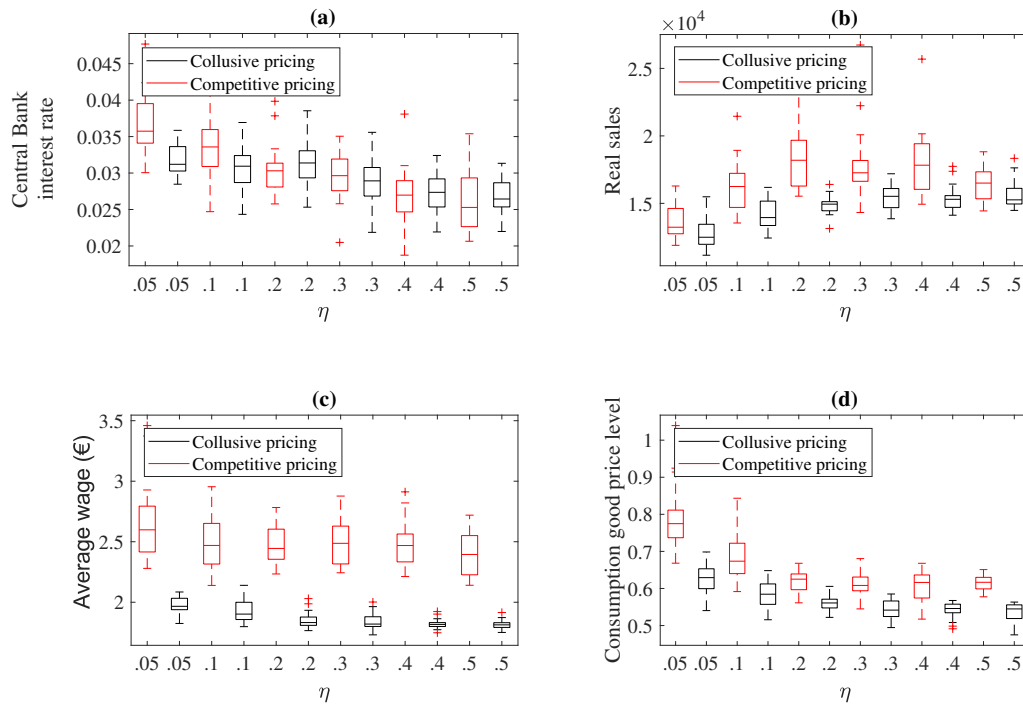 (a)
Central Bank
interest rate
0.045
0.04
0.035
0.03
0.025
0.02
Collusive pricing
Competitive pricing
.05 .05 .1 .1 .2 .2 .3 .3 .4 .4 .5 .5
η
(b)
×10⁴
Real sales
2.5
2
1.5
Collusive pricing
Competitive pricing
.05 .05 .1 .1 .2 .2 .3 .3 .4 .4 .5 .5
η
(c)
Average wage (€)
3.5
3
2.5
2
Collusive pricing
Competitive pricing
.05 .05 .1 .1 .2 .2 .3 .3 .4 .4 .5 .5
η
(d)
Consumption good price level
1
0.9
0.8
0.7
0.6
0.5
Collusive pricing
Competitive pricing
.05 .05 .1 .1 .2 .2 .3 .3 .4 .4 .5 .5
η